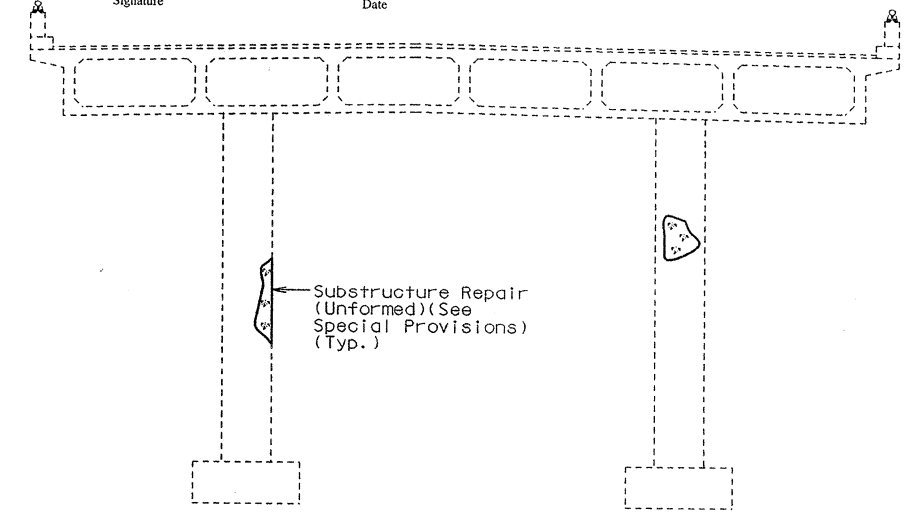 Signature
Date
Substructure Repair
(Unformed)(See
Special Provisions)
(Typ.)